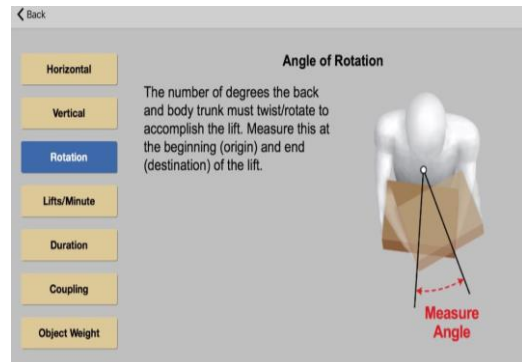 Back
Horizontal
Vertical
Rotation
Lifts/Minute
Duration
Coupling
Object Weight
Angle of Rotation
The number of degrees the back
and body trunk must twist/rotate to
accomplish the lift. Measure this at
the beginning (origin) and end
(destination) of the lift.
Measure
Angle